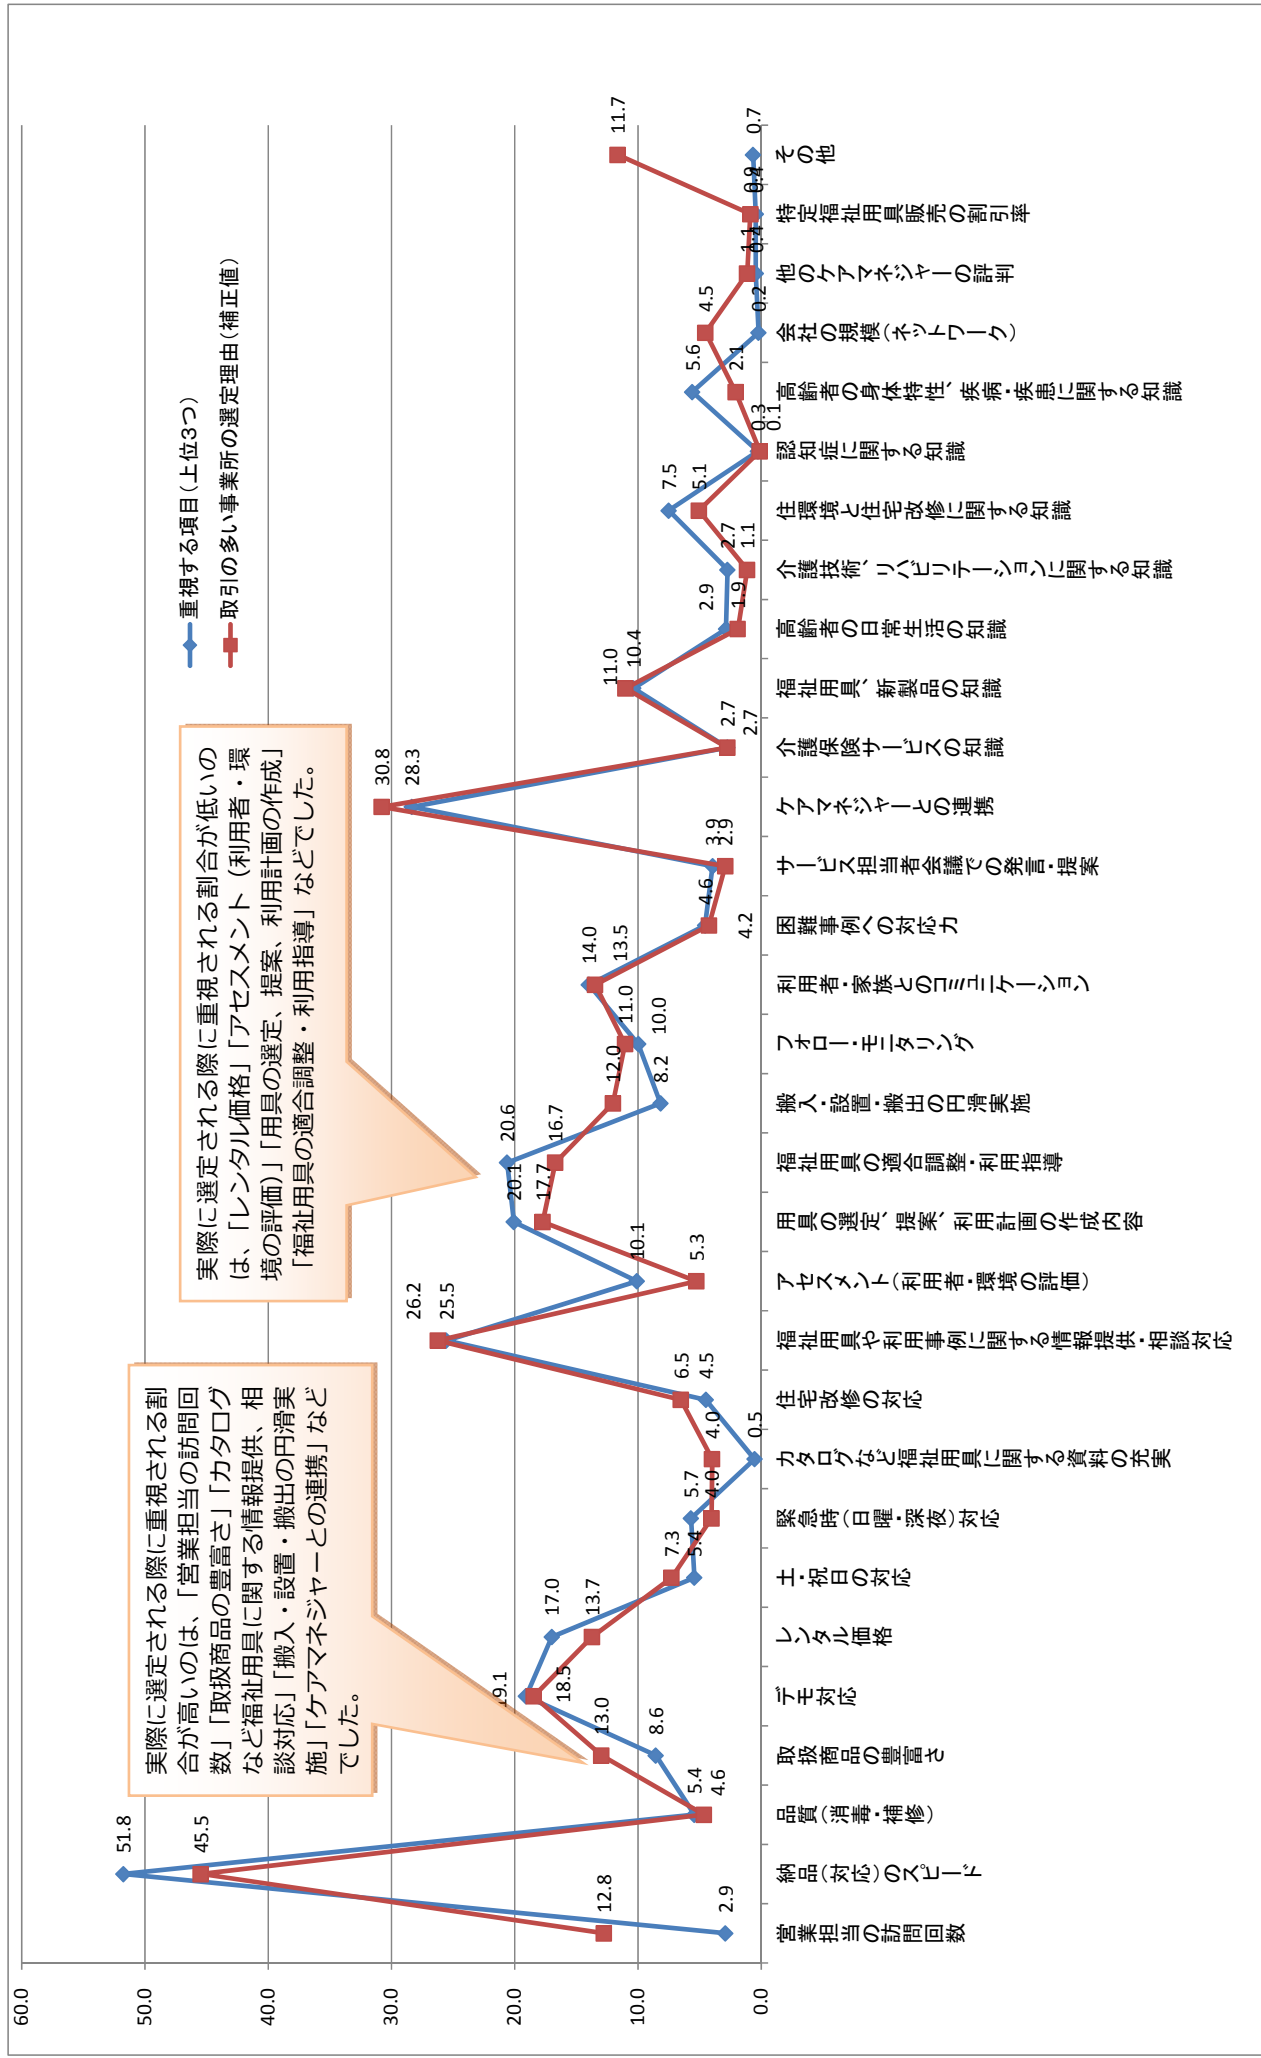 60.0
50.0
40.0
30.0
20.0
10.0
0.0
実際に選定される際に重視される割
合が高いのは、「営業担当の訪問回
数」「取扱商品の豊富さ」「カタログ
など福祉用具に関する情報提供、相
談対応」「搬入・設置・搬出の円滑実
施」「ケアマネジャーとの連携」など
でした。
実際に選定される際に重視される割合が低いの
は、「レンタル価格」「アセスメント（利用者・環
境の評価）」「用具の選定、提案、利用計画の作成」
「福祉用具の適合調整・利用指導」などでした。
重視する項目（上位3つ）
取引の多い事業所の選定理由（補正値）
12.8
2.9
51.8
45.5
5.4
4.6
13.0
8.6
19.1
18.5
17.0
13.7
7.3
5.4
5.7
4.0
4.0
0.5
6.5
4.5
26.2
25.5
10.1
5.3
20.1
17.7
20.6
16.7
12.0
8.2
11.0
10.0
14.0
13.5
4.6
4.2
3.9
2.9
30.8
28.3
2.7
2.7
11.0
10.4
2.9
1.9
2.7
1.1
7.5
5.1
0.3
0.1
5.6
2.1
4.5
0.2
1.1
0.4
0.9
0.4
11.7
0.7
営業担当の訪問回数
納品（対応）のスピード
品質（消毒・補修）
取扱商品の豊富さ
デモ対応
レンタル価格
土・祝日の対応
緊急時（日曜・深夜）対応
カタログなど福祉用具に関する資料の充実
住宅改修の対応
福祉用具や利用事例に関する情報提供・相談対応
アセスメント（利用者・環境の評価）
用具の選定、提案、利用計画の作成内容
福祉用具の適合調整・利用指導
搬入・設置・搬出の円滑実施
フォロー・モニタリング
利用者・家族とのコミュニケーション
困難事例への対応力
サービス担当者会議での発言・提案
ケアマネジャーとの連携
介護保険サービスの知識
福祉用具、新製品の知識
高齢者の日常生活の知識
介護技術、リハビリテーションに関する知識
住環境と住宅改修に関する知識
認知症に関する知識
高齢者の身体特性、疾病・疾患に関する知識
会社の規模（ネットワーク）
他のケアマネジャーの評判
特定福祉用具販売の割引率
その他